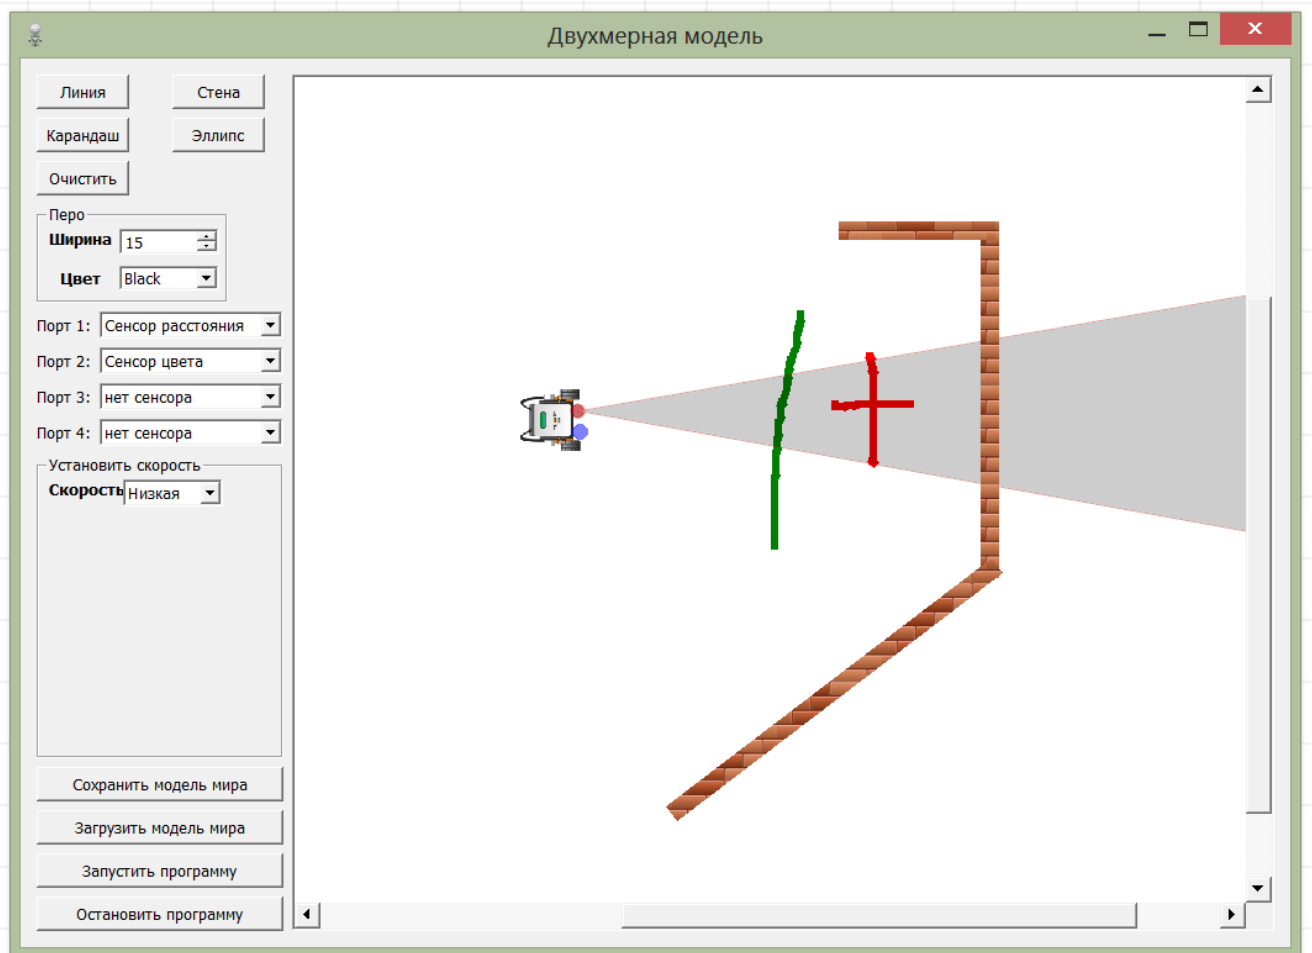 Двухмерная модель
Линия
Стена
Карандаш
Эллипс
Очистить
Перо
Ширина 15
Цвет Black
Порт 1: Сенсор расстояния
Порт 2: Сенсор цвета
Порт 3: нет сенсора
Порт 4: нет сенсора
Установить скорость
Скорость Низкая
Сохранить модель мира
Загрузить модель мира
Запустить программу
Остановить программу